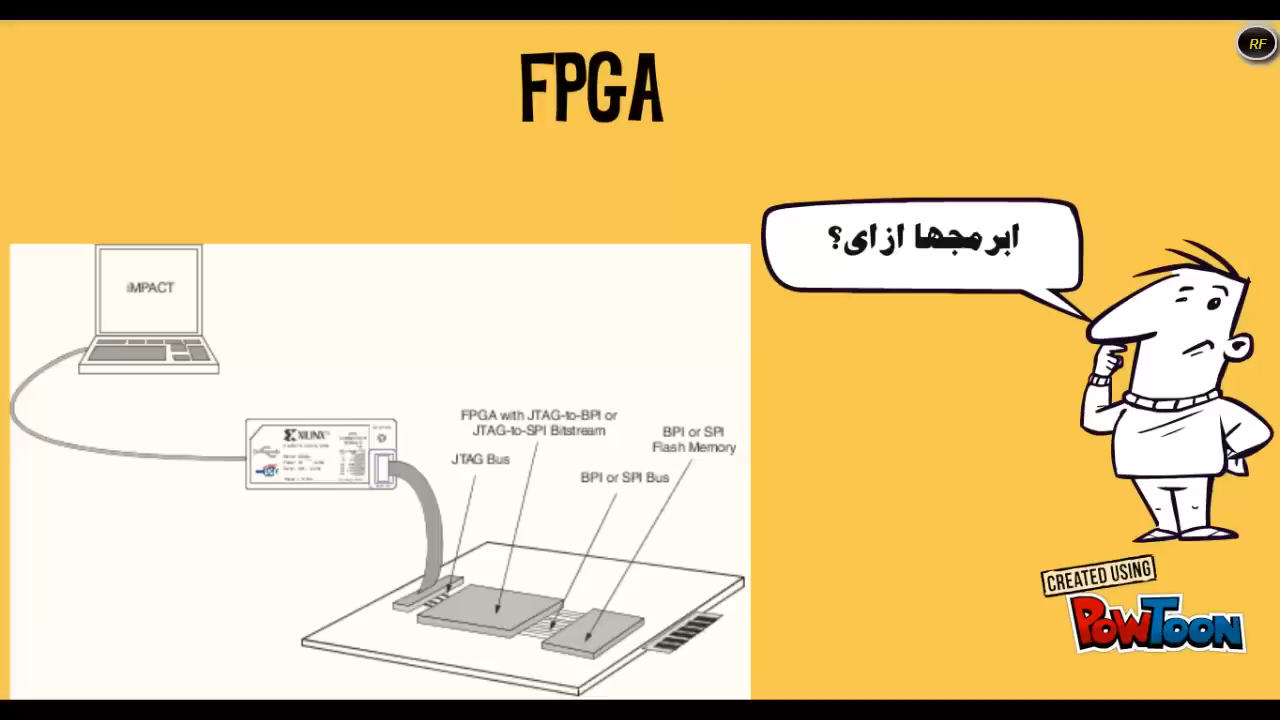 FPGA
RF
ابرمجها ازاى؟
iMPACT
FPGA with JTAG-to-BPI or
JTAG-to-SPI Bitstream
BPI or SPI
Flash Memory
JTAG Bus
BPI or SPI Bus
XILINX
CREATED USING
POWTOON